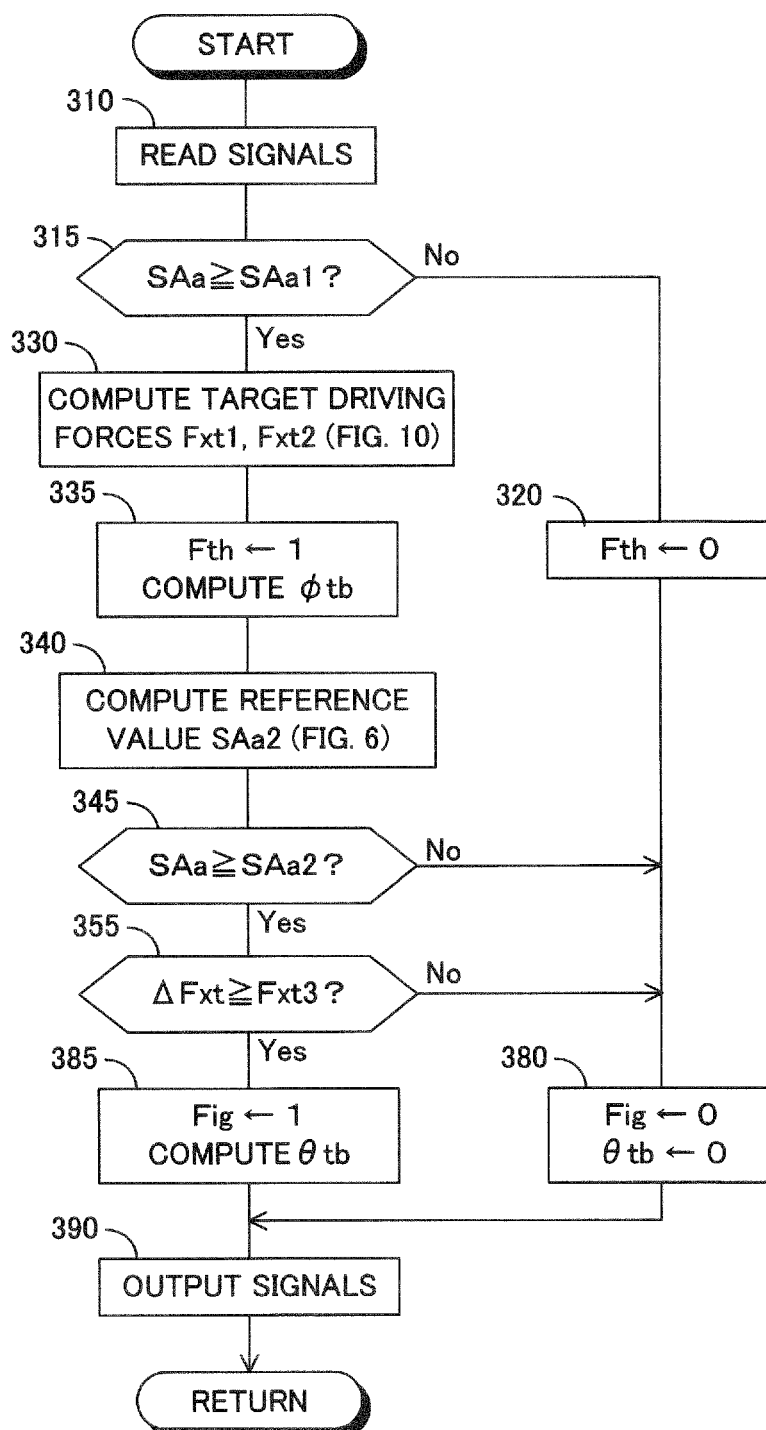 START
310
READ SIGNALS
315
SAa≧SAa1?
No
Yes
330
COMPUTE TARGET DRIVING
FORCES Fxt1, Fxt2 (FIG. 10)
335
Fth ← 1
COMPUTE φtb
320
Fth ← 0
340
COMPUTE REFERENCE
VALUE SAa2 (FIG. 6)
345
SAa≧SAa2?
No
Yes
355
ΔFxt≧Fxt3?
No
Yes
385
Fig ← 1
COMPUTE θtb
380
Fig ← 0
θtb ← 0
390
OUTPUT SIGNALS
RETURN